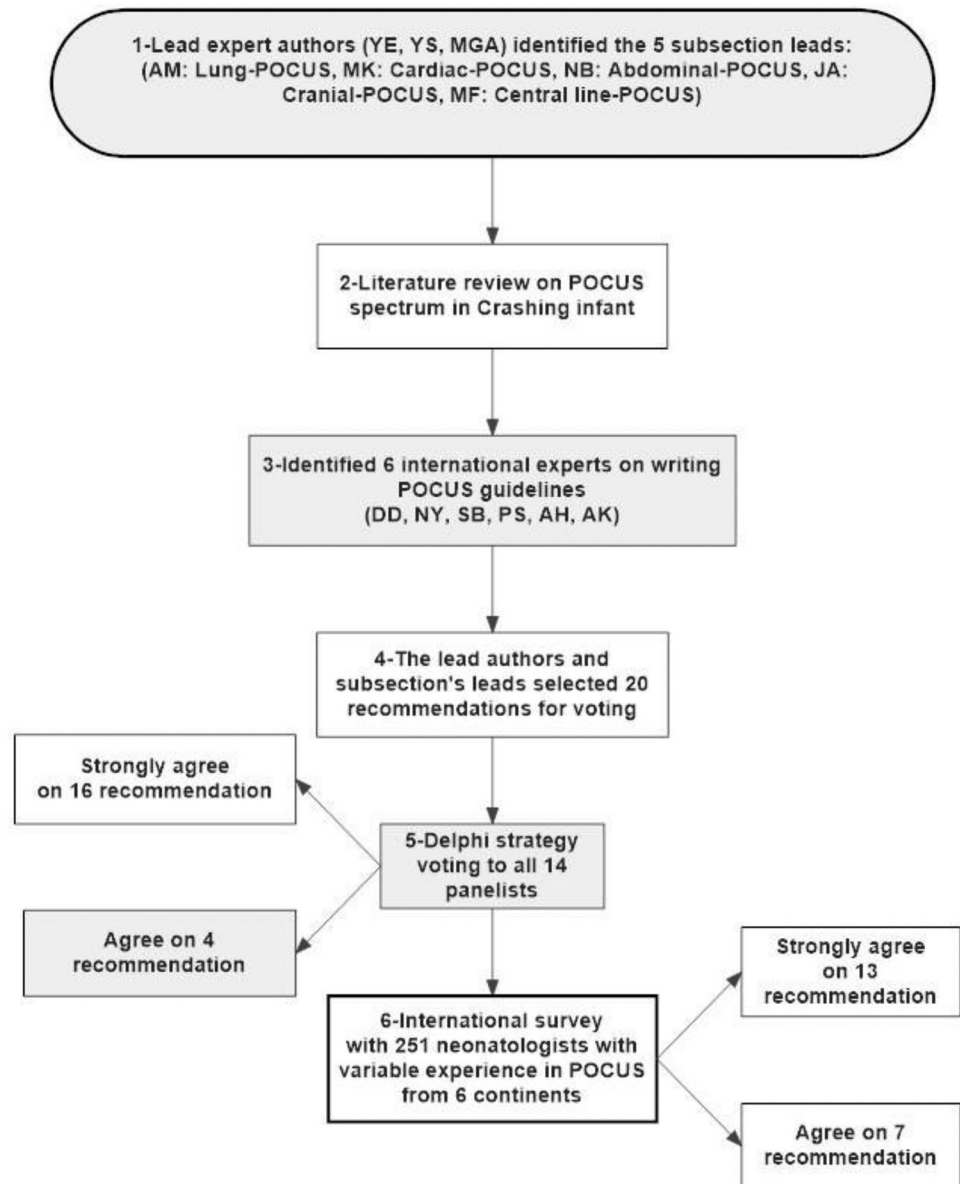 1-Lead expert authors (YE, YS, MGA) identified the 5 subsection leads:
(AM: Lung-POCUS, MK: Cardiac-POCUS, NB: Abdominal-POCUS, JA:
Cranial-POCUS, MF: Central line-POCUS)
2-Literature review on POCUS
spectrum in Crashing infant
3-Identified 6 international experts on writing
POCUS guidelines
(DD, NY, SB, PS, AH, AK)
4-The lead authors and
subsection's leads selected 20
recommendations for voting
Strongly agree
on 16 recommendation
5-Delphi strategy
voting to all 14
panelists
Agree on 4
recommendation
Strongly agree
on 13
recommendation
6-International survey
with 251 neonatologists with
variable experience in POCUS
from 6 continents
Agree on 7
recommendation